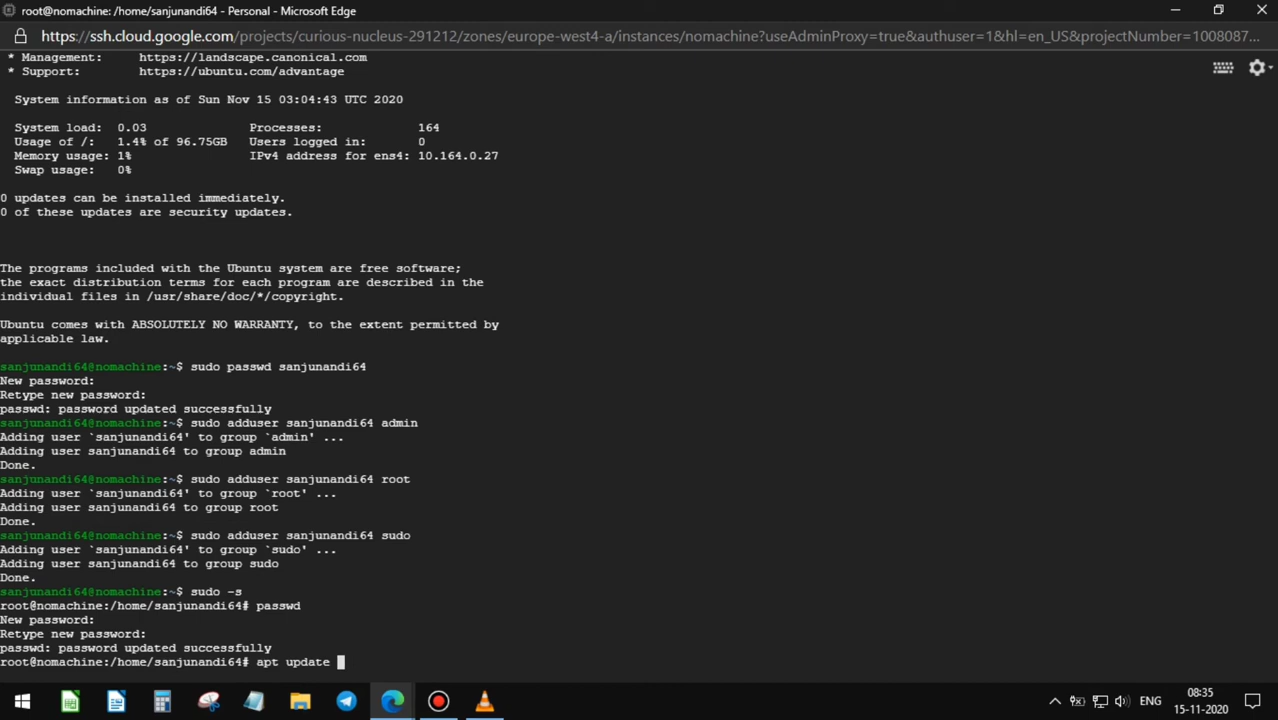 root@nomachine: /home/sanjunandi64 - Personal - Microsoft Edge
https://ssh.cloud.google.com/projects/curious-nucleus-291212/zones/europe-west4-a/instances/nomachine?useAdminProxy=true&authuser=1&hl=en_US&projectNumber=1008087...
* Management: https://landscape.canonical.com
* Support: https://ubuntu.com/advantage
System information as of Sun Nov 15 03:04:43 UTC 2020
System load: 0.03 Processes: 164
Usage of /: 1.4% of 96.75GB Users logged in: 0
Memory usage: 1% IPv4 address for ens4: 10.164.0.27
Swap usage: 0%
0 updates can be installed immediately.
0 of these updates are security updates.
The programs included with the Ubuntu system are free software;
the exact distribution terms for each program are described in the
individual files in /usr/share/doc/*/copyright.
Ubuntu comes with ABSOLUTELY NO WARRANTY, to the extent permitted by
applicable law.
sanjunandi64@nomachine:~$ sudo passwd sanjunandi64
New password:
Retype new password:
passwd: password updated successfully
sanjunandi64@nomachine:~$ sudo adduser sanjunandi64 admin
Adding user `sanjunandi64' to group `admin' ...
Adding user sanjunandi64 to group admin
Done.
sanjunandi64@nomachine:~$ sudo adduser sanjunandi64 root
Adding user `sanjunandi64' to group `root' ...
Adding user sanjunandi64 to group root
Done.
sanjunandi64@nomachine:~$ sudo adduser sanjunandi64 sudo
Adding user `sanjunandi64' to group `sudo' ...
Adding user sanjunandi64 to group sudo
Done.
sanjunandi64@nomachine:~$ sudo -s
root@nomachine:/home/sanjunandi64# passwd
New password:
Retype new password:
passwd: password updated successfully
root@nomachine:/home/sanjunandi64# apt update
ENG
08:35
15-11-2020